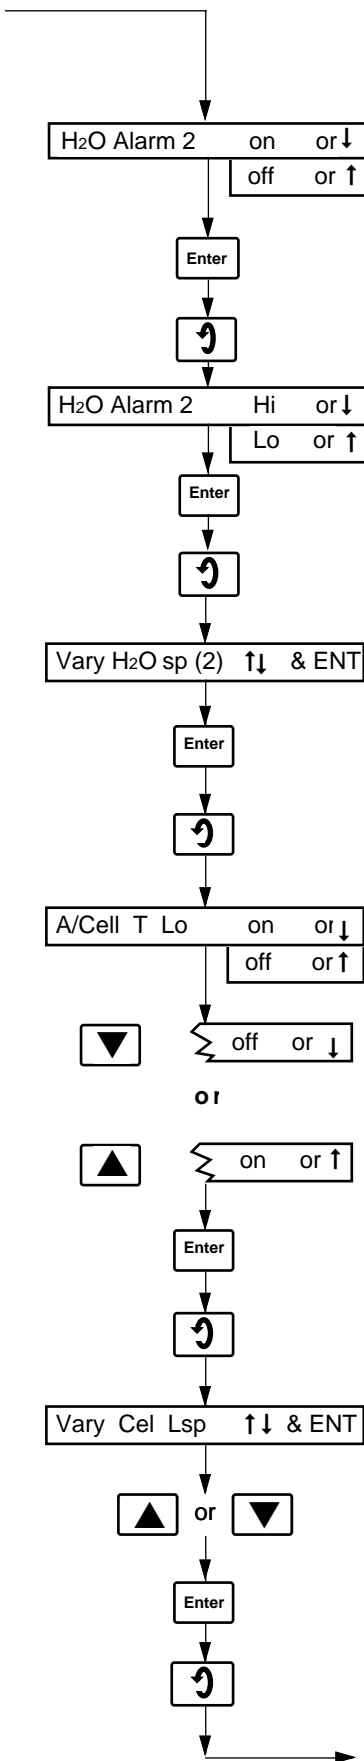 H2O Alarm 2 on or ↓
off or ↑
Enter
H2O Alarm 2 Hi or ↓
Lo or ↑
Enter
Vary H2O sp (2) ↑↓ & ENT
Enter
A/Cell T Lo on or ↓
off or ↑
off or ↓
or
on or ↑
Enter
Vary Cel Lsp ↑↓ & ENT
or
Enter